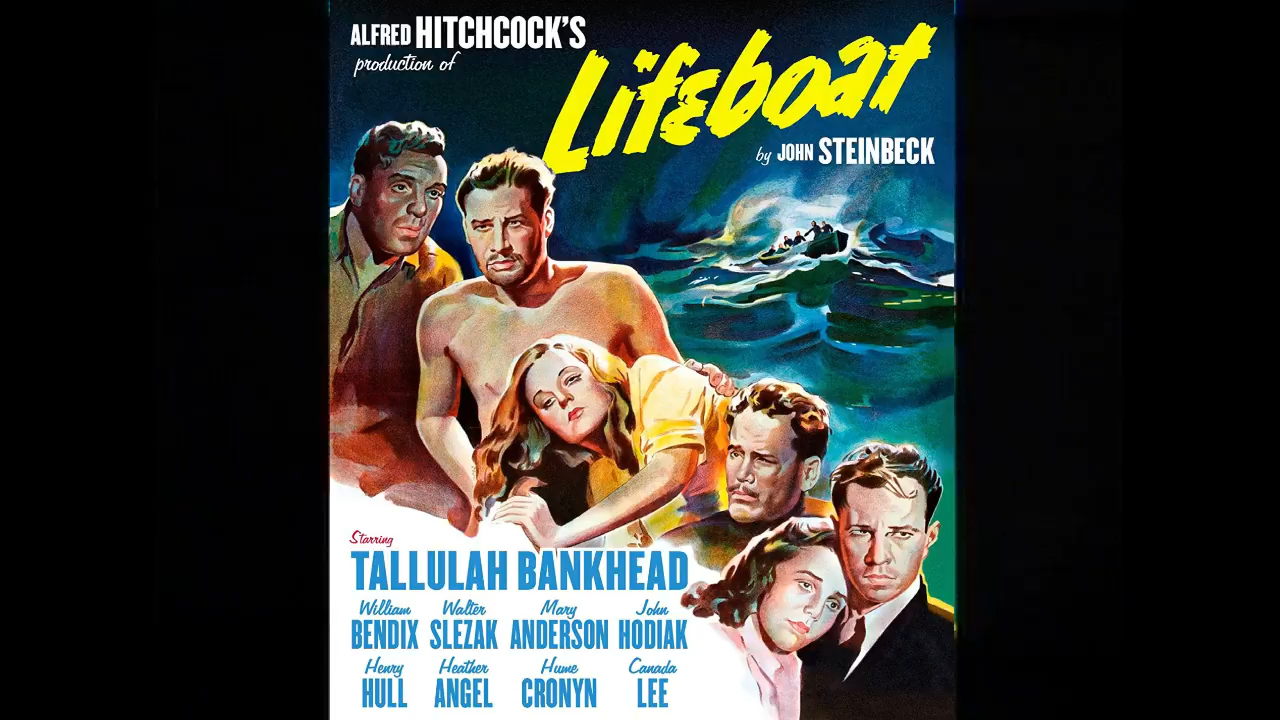 ALFRED HITCHCOCK'S
production of
Lifeboat
by JOHN STEINBECK
Starring
TALLULAH BANKHEAD
William BENDIX
Walter SLEZAK
Mary ANDERSON
John HODIAK
Henry HULL
Heather ANGEL
Hume CRONYN
Canada LEE